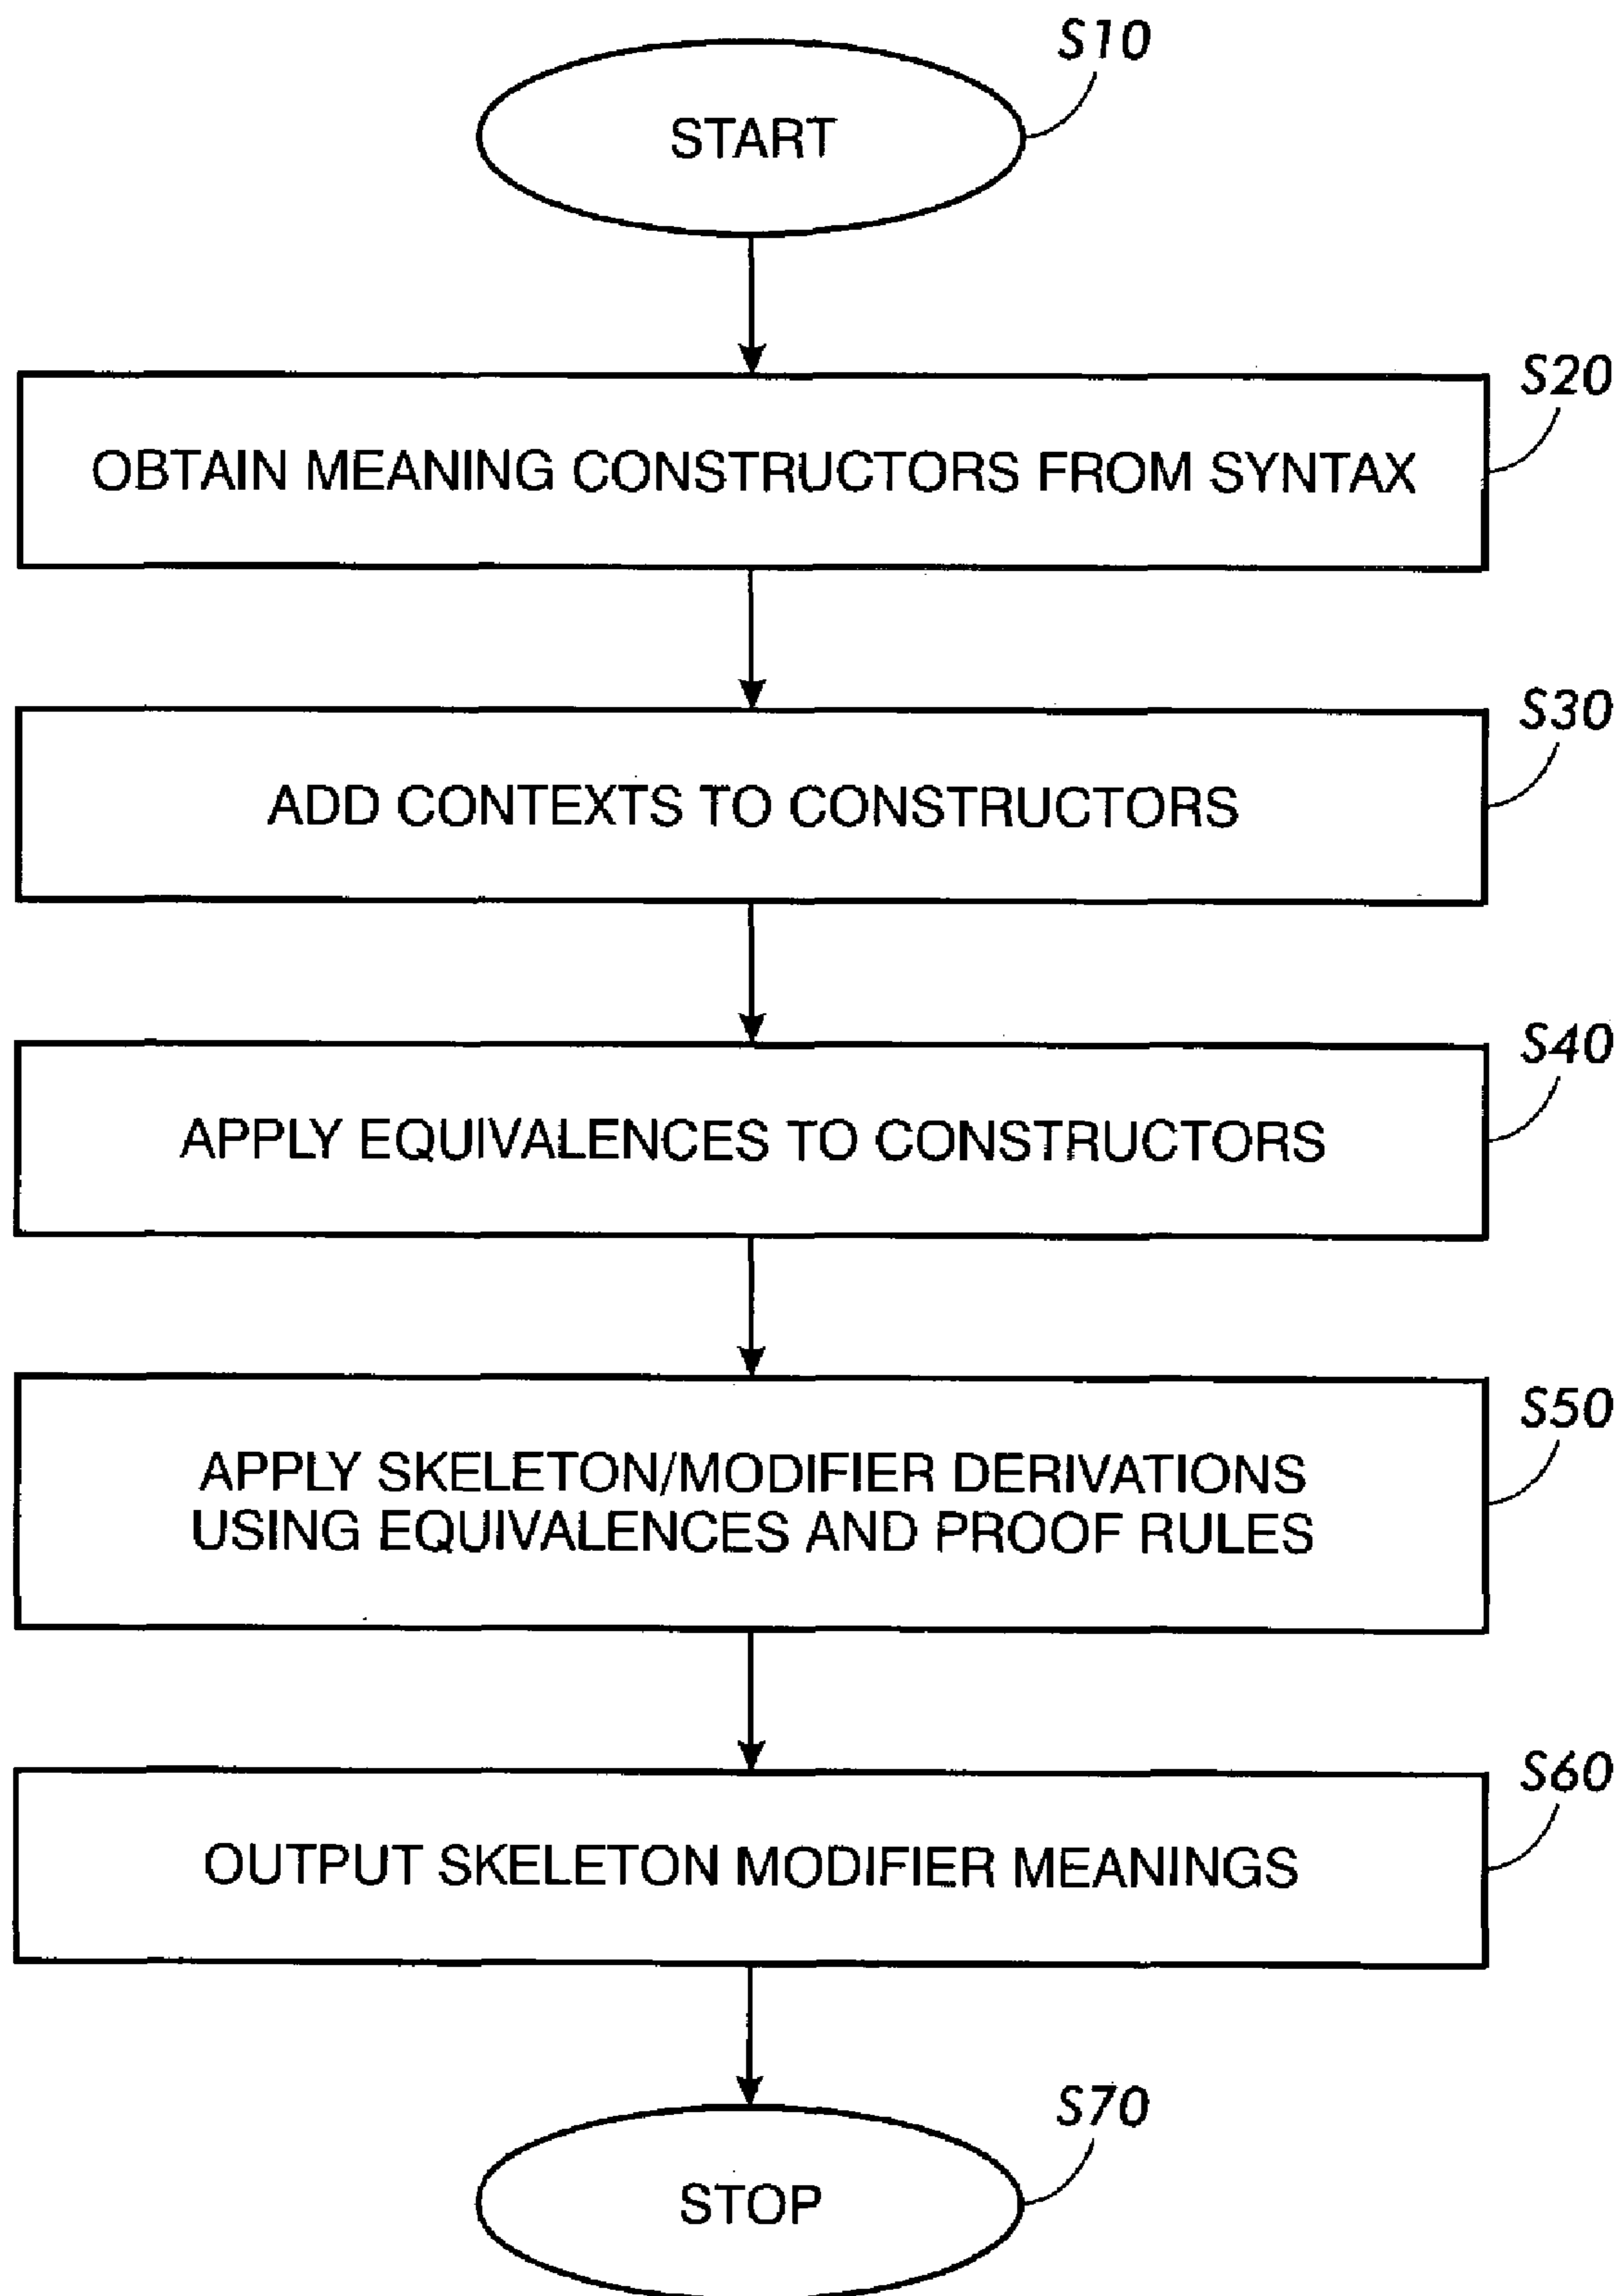 S10
START
S20
OBTAIN MEANING CONSTRUCTORS FROM SYNTAX
S30
ADD CONTEXTS TO CONSTRUCTORS
S40
APPLY EQUIVALENCES TO CONSTRUCTORS
S50
APPLY SKELETON/MODIFIER DERIVATIONS
USING EQUIVALENCES AND PROOF RULES
S60
OUTPUT SKELETON MODIFIER MEANINGS
S70
STOP